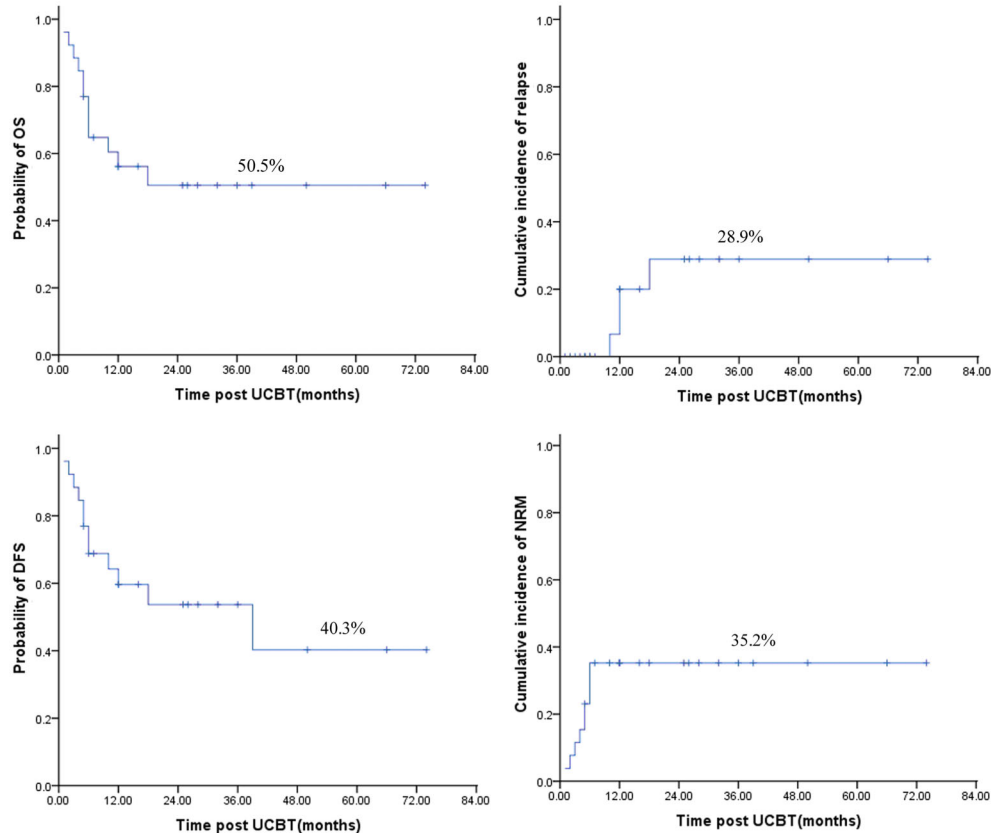 1.0
0.8
0.6
0.4
0.2
0.0
Probability of OS
50.5%
0.00 12.00 24.00 36.00 48.00 60.00 72.00 84.00
Time post UCBT(months)
1.0
0.8
0.6
0.4
0.2
0.0
Cumulative incidence of relapse
28.9%
0.00 12.00 24.00 36.00 48.00 60.00 72.00 84.00
Time post UCBT(months)
1.0
0.8
0.6
0.4
0.2
0.0
Probability of DFS
40.3%
0.00 12.00 24.00 36.00 48.00 60.00 72.00 84.00
Time post UCBT(months)
1.0
0.8
0.6
0.4
0.2
0.0
Cumulative incidence of NRM
35.2%
0.00 12.00 24.00 36.00 48.00 60.00 72.00 84.00
Time post UCBT(months)